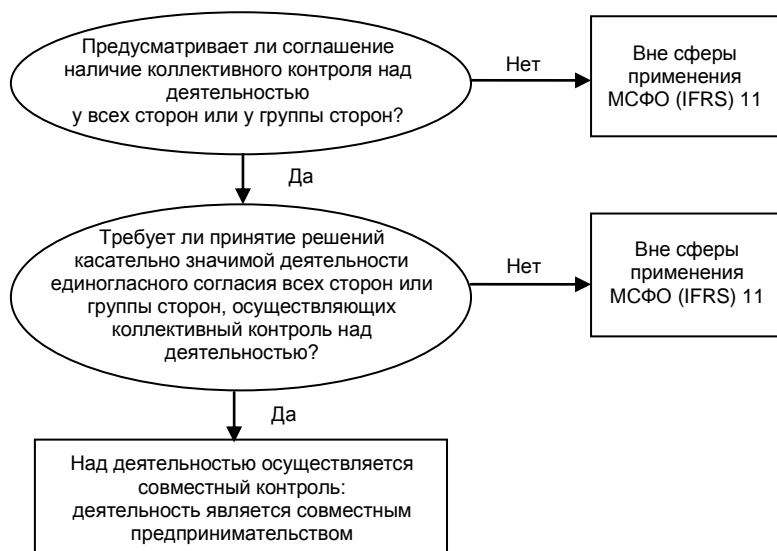 Предусматривает ли соглашение
наличие коллективного контроля над
деятельностью
у всех сторон или у группы сторон?
Нет
Вне сферы
применения
МСФО (IFRS) 11
Да
Требует ли принятие решений
касательно значимой деятельности
единогласного согласия всех сторон или
группы сторон, осуществляющих
коллективный контроль над
деятельностью?
Нет
Вне сферы
применения
МСФО (IFRS) 11
Да
Над деятельностью осуществляется
совместный контроль:
деятельность является совместным
предпринимательством